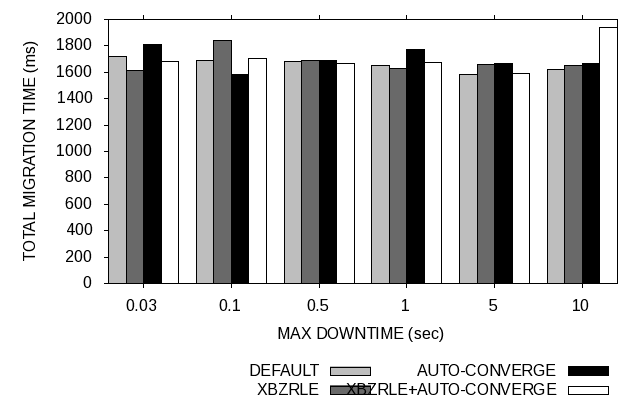 2000
1800
1600
1400
1200
1000
800
600
400
200
0
TOTAL MIGRATION TIME (ms)
0.03 0.1 0.5 1 5 10
MAX DOWNTIME (sec)
DEFAULT AUTO-CONVERGE
XBZRLE XBZRLE+AUTO-CONVERGE